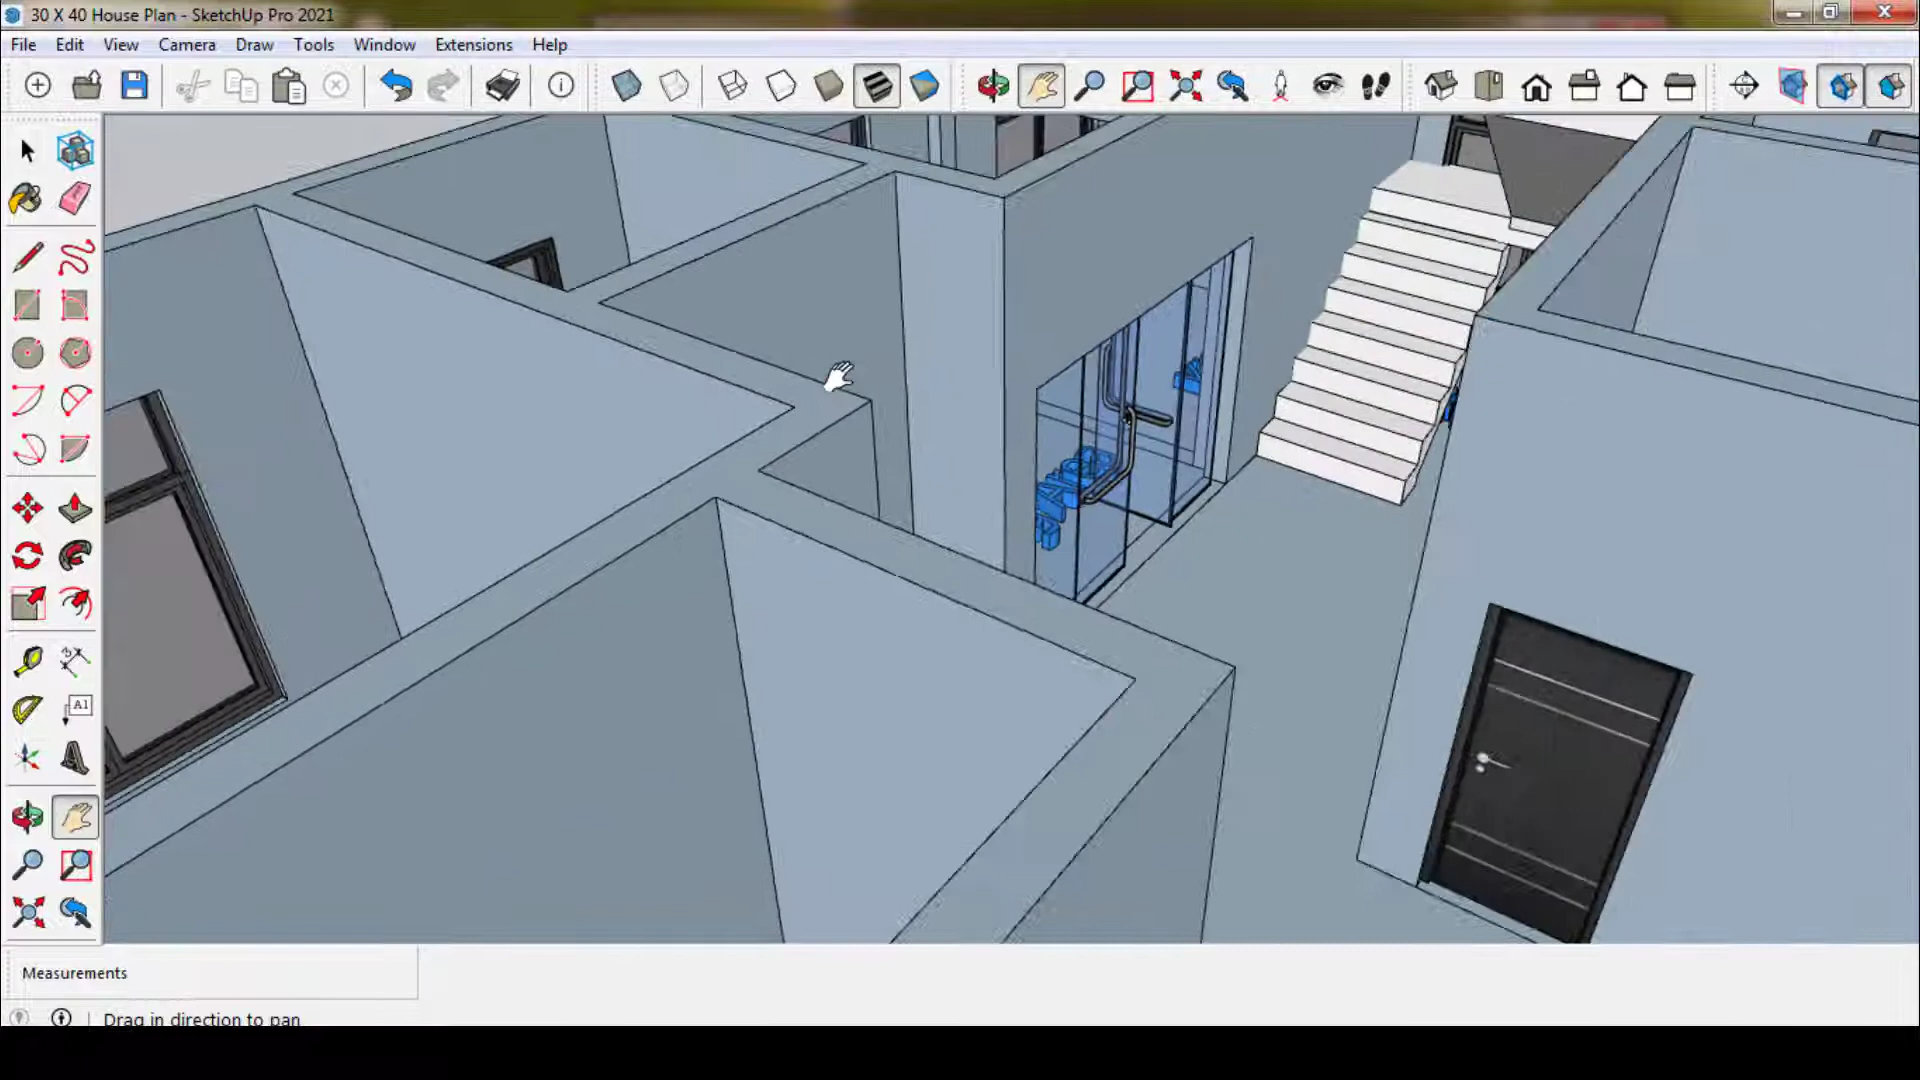 30 X 40 House Plan - SketchUp Pro 2021
File Edit View Camera Draw Tools Window Extensions Help
A1
Measurements
Drag in direction to pan